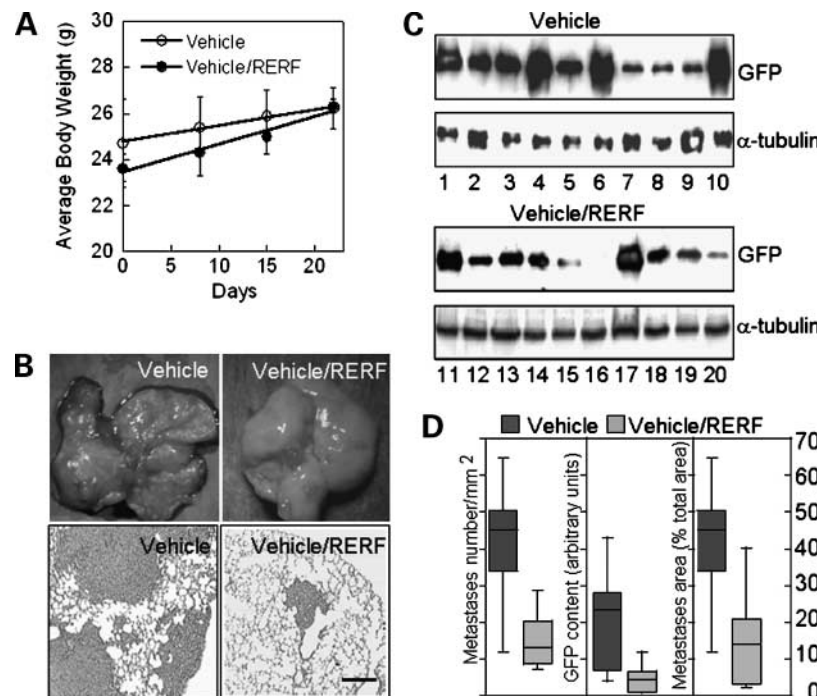 A
Average Body Weight (g)
30
28
26
24
22
20
Vehicle
Vehicle/RERF
0
5
10
15
20
Days
B
Vehicle
Vehicle/RERF
Vehicle
Vehicle/RERF
C
Vehicle
GFP
α-tubulin
1 2 3 4 5 6 7 8 9 10
Vehicle/RERF
GFP
α-tubulin
11 12 13 14 15 16 17 18 19 20
D
Vehicle
Vehicle/RERF
Metastases number/mm 2
GFP content (arbitrary units)
Metastases area (% total area)
70
60
50
40
30
20
10
0